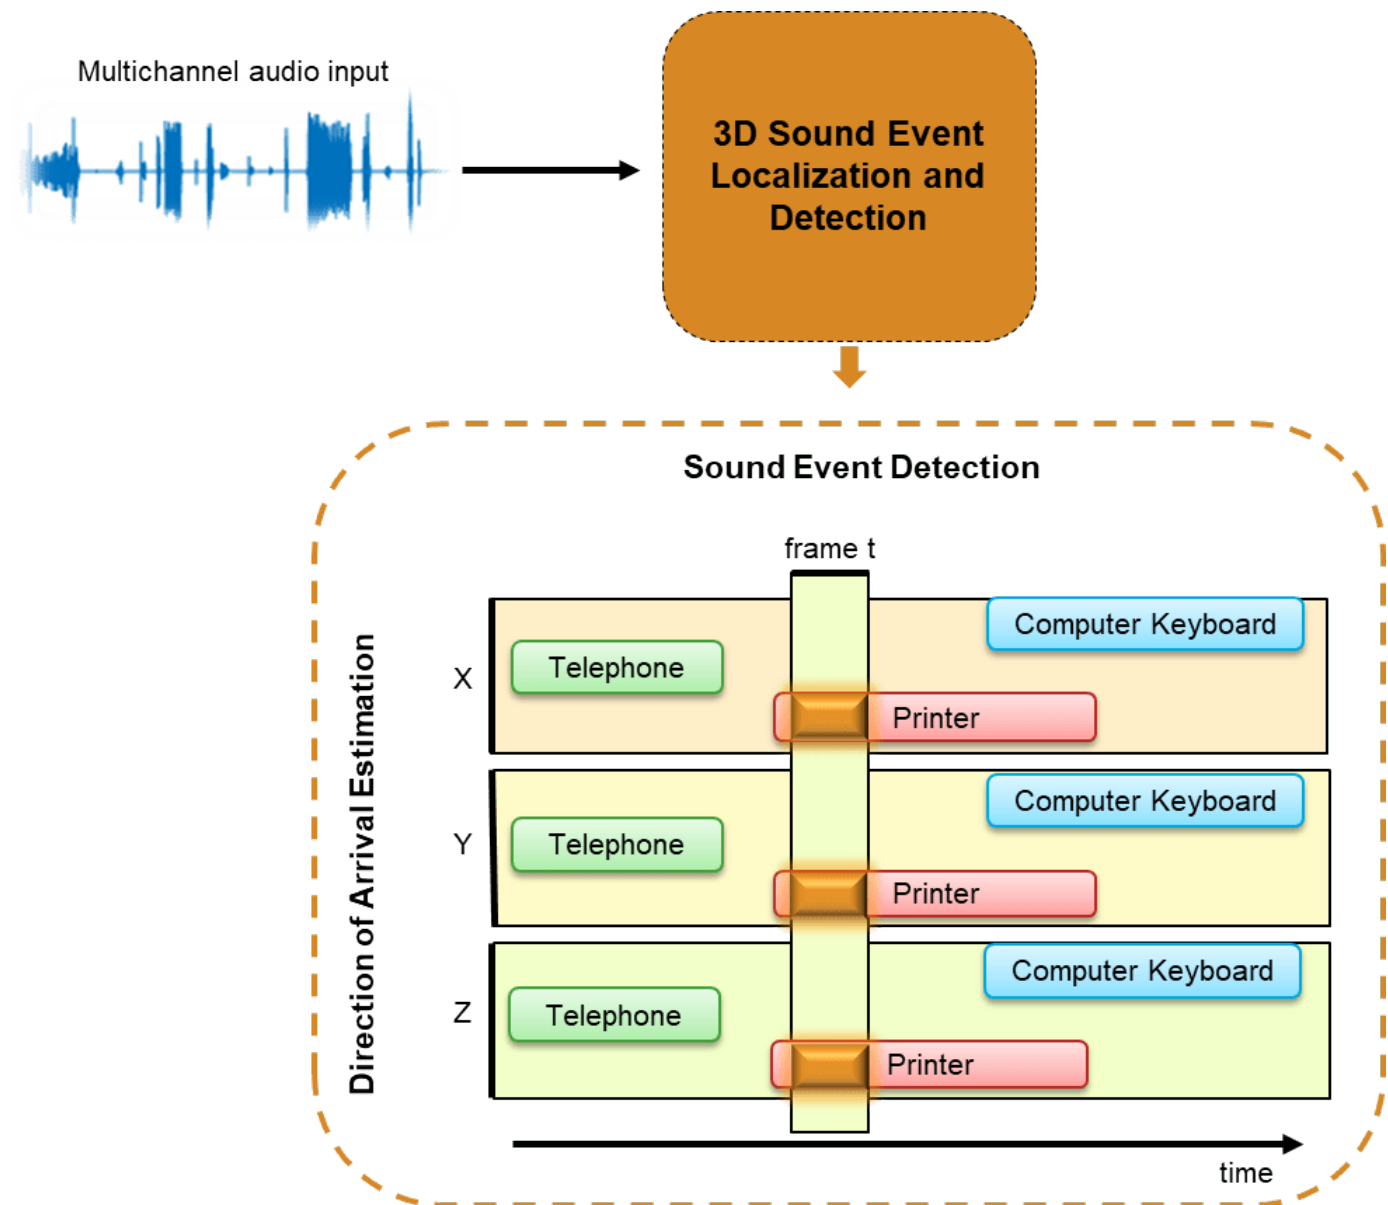 Multichannel audio input
3D Sound Event
Localization and
Detection
Sound Event Detection
frame t
Direction of Arrival Estimation
X
Computer Keyboard
Telephone
Printer
Y
Computer Keyboard
Telephone
Printer
Z
Computer Keyboard
Telephone
Printer
time